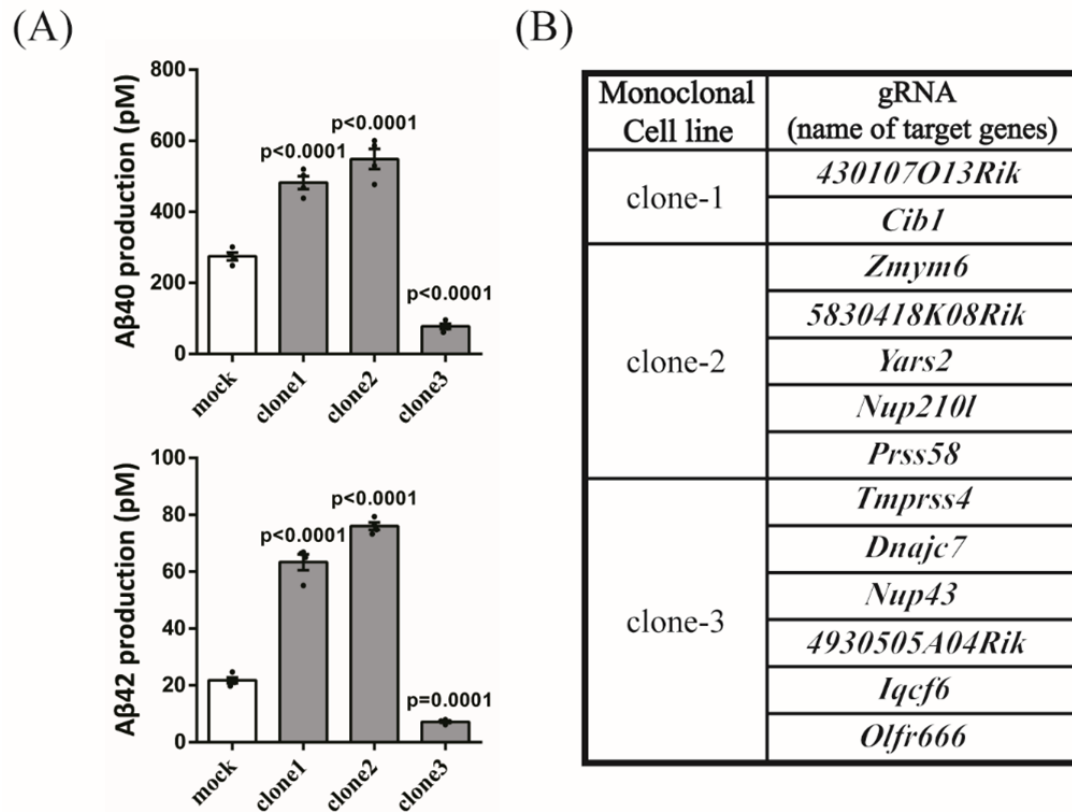 (A)
Aβ40 production (pM)
800
600
400
200
0
p<0.0001
p<0.0001
p<0.0001
mock
clone1
clone2
clone3
Aβ42 production (pM)
100
80
60
40
20
0
p<0.0001
p<0.0001
p=0.0001
mock
clone1
clone2
clone3
(B)
Monoclonal
Cell line
gRNA
(name of target genes)
clone-1
430107O13Rik
Cib1
clone-2
Zmym6
5830418K08Rik
Yars2
Nup210l
Prss58
clone-3
Tmprss4
Dnajc7
Nup43
4930505A04Rik
Iqcf6
Olfr666